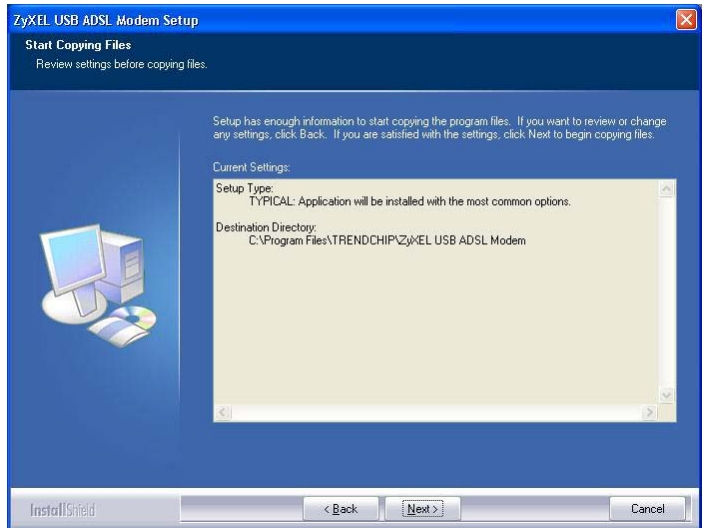 ZyXEL USB ADSL Modem Setup
Start Copying Files
Review settings before copying files.
Setup has enough information to start copying the program files. If you want to review or change
any settings, click Back. If you are satisfied with the settings, click Next to begin copying files.
Current Settings:
Setup Type:
TYPICAL: Application will be installed with the most common options.
Destination Directory:
C:\Program Files\TRENDCHIP\ZyXEL USB ADSL Modem
InstallShield
< Back
Next >
Cancel